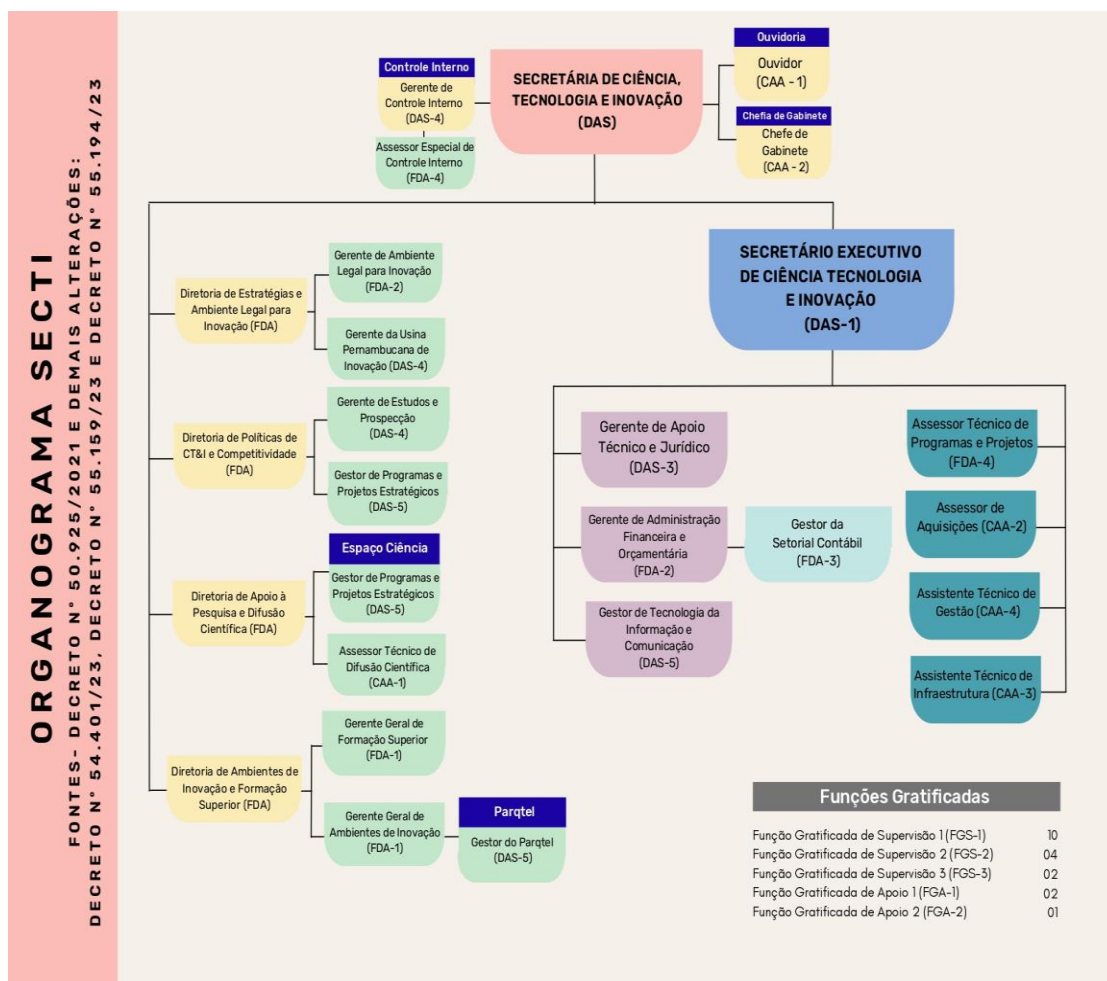 ORGANOGRAMA SECTI
FONTES- DECRETO N° 50.925/2021 E DEMAIS ALTERAÇÕES:
DECRETO N° 54.401/23, DECRETO N° 55.159/23 E DECRETO N° 55.194/23
Controle Interno
Gerente de
Controle Interno
(DAS-4)
Assessor Especial de
Controle Interno
(FDA-4)
SECRETÁRIA DE CIÊNCIA,
TECNOLOGIA E INOVAÇÃO
(DAS)
Ouvidoria
Ouvidor
(CAA - 1)
Chefia de Gabinete
Chefe de
Gabinete
(CAA - 2)
Diretoria de Estratégias e
Ambiente Legal para
Inovação (FDA)
Gerente de Ambiente
Legal para Inovação
(FDA-2)
Gerente da Usina
Pernambucana de
Inovação (DAS-4)
Diretoria de Políticas de
CT&I e Competitividade
(FDA)
Gerente de Estudos e
Prospecção
(DAS-4)
Gestor de Programas e
Projetos Estratégicos
(DAS-5)
Diretoria de Apoio à
Pesquisa e Difusão
Científica (FDA)
Espaço Ciência
Gestor de Programas e
Projetos Estratégicos
(DAS-5)
Assessor Técnico de
Difusão Científica
(CAA-1)
Diretoria de Ambientes de
Inovação e Formação
Superior (FDA)
Gerente Geral de
Formação Superior
(FDA-1)
Gerente Geral de
Ambientes de Inovação
(FDA-1)
Parqtel
Gestor do Parqtel
(DAS-5)
SECRETÁRIO EXECUTIVO
DE CIÊNCIA TECNOLOGIA
E INOVAÇÃO
(DAS-1)
Gerente de Apoio
Técnico e Jurídico
(DAS-3)
Gerente de Administração
Financeira e
Orçamentária
(FDA-2)
Gestor da
Setorial Contábil
(FDA-3)
Gestor de Tecnologia da
Informação e
Comunicação
(DAS-5)
Assessor Técnico de
Programas e Projetos
(FDA-4)
Assessor de
Aquisições (CAA-2)
Assistente Técnico de
Gestão (CAA-4)
Assistente Técnico de
Infraestrutura (CAA-3)
Funções Gratificadas
Função Gratificada de Supervisão 1 (FGS-1) 10
Função Gratificada de Supervisão 2 (FGS-2) 04
Função Gratificada de Supervisão 3 (FGS-3) 02
Função Gratificada de Apoio 1 (FGA-1) 02
Função Gratificada de Apoio 2 (FGA-2) 01